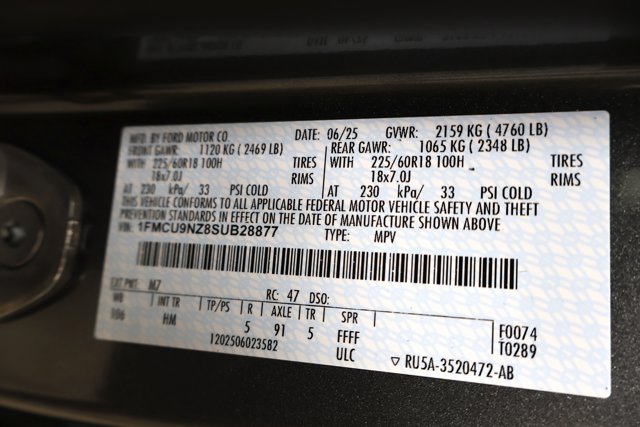 MFD. BY FORD MOTOR CO DATE: 06/25 GVWR: 2159 KG ( 4760 LB)
FRONT GAWR: 1120 KG ( 2469 LB) REAR GAWR: 1065 KG ( 2348 LB)
WITH 225/60R18 100H TIRES WITH 225/60R18 100H TIRES
18x7.0J RIMS 18x7.0J RIMS
AT 230 kPa/ 33 PSI COLD AT 230 kPa/ 33 PSI COLD
THIS VEHICLE CONFORMS TO ALL APPLICABLE FEDERAL MOTOR VEHICLE SAFETY AND THEFT
PREVENTION STANDARDS IN EFFECT ON THE DATE OF MANUFACTURE SHOWN ABOVE.
VIN: 1FMCU9NZ8SUB28877 TYPE: MPV
EXT PNT: M7 RC: 47 DSO:
WB INT TR TP/PS R AXLE TR SPR
106 HM 5 91 5 FFFF F0074
1202506023582 ULC T0289
▽ RU5A-3520472-AB